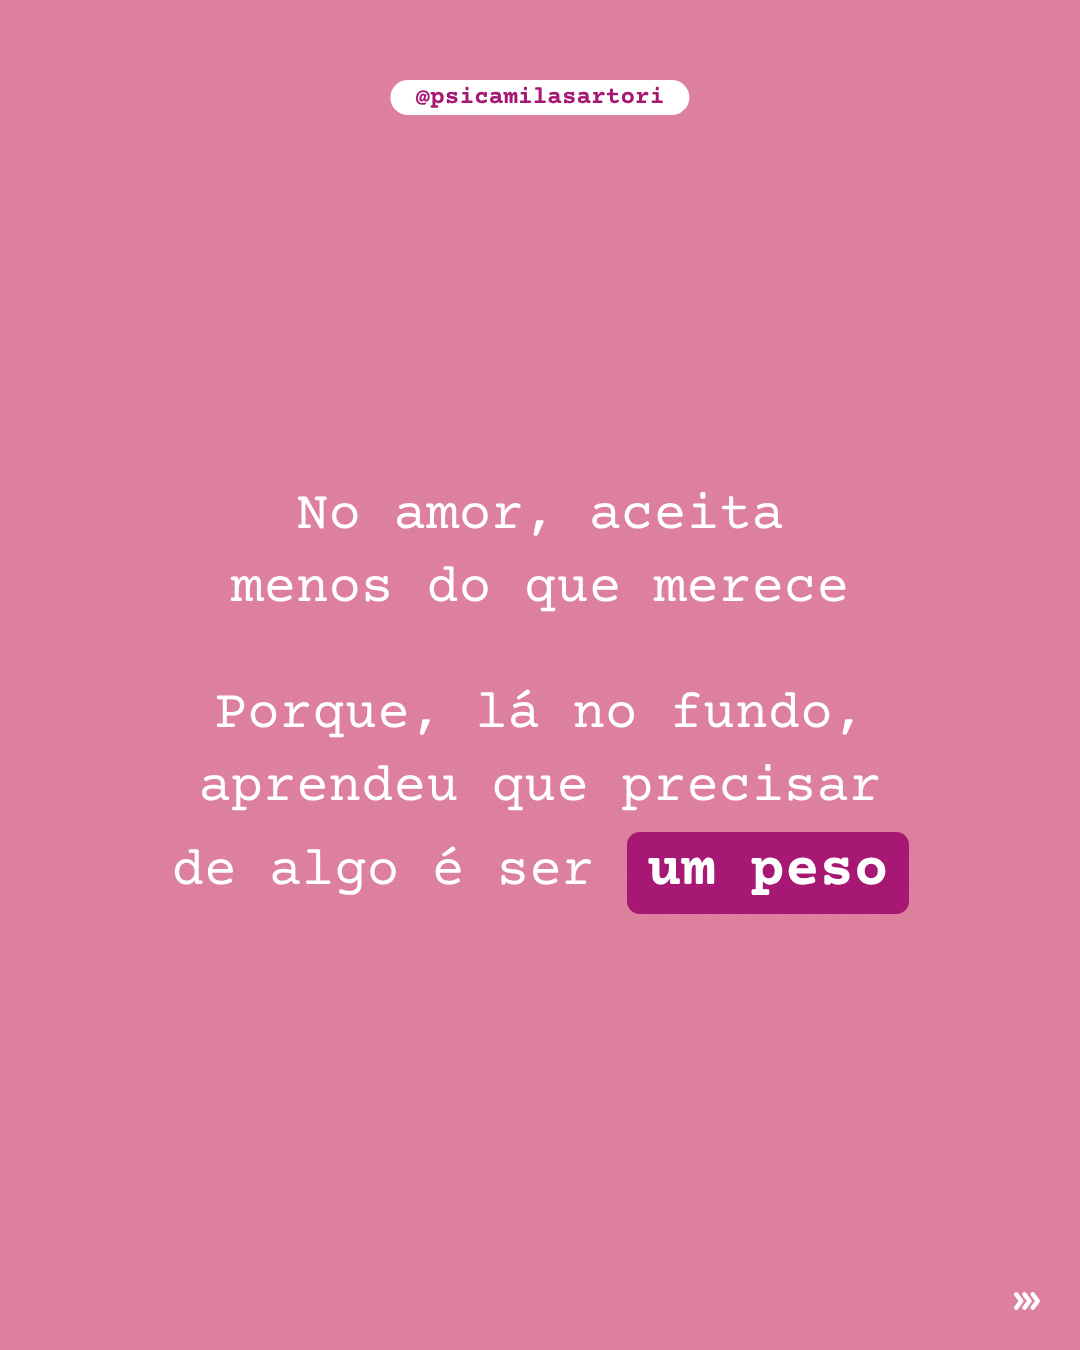 @psicamilasartori
No amor, aceita
menos do que merece
Porque, lá no fundo,
aprendeu que precisar
de algo é ser um peso